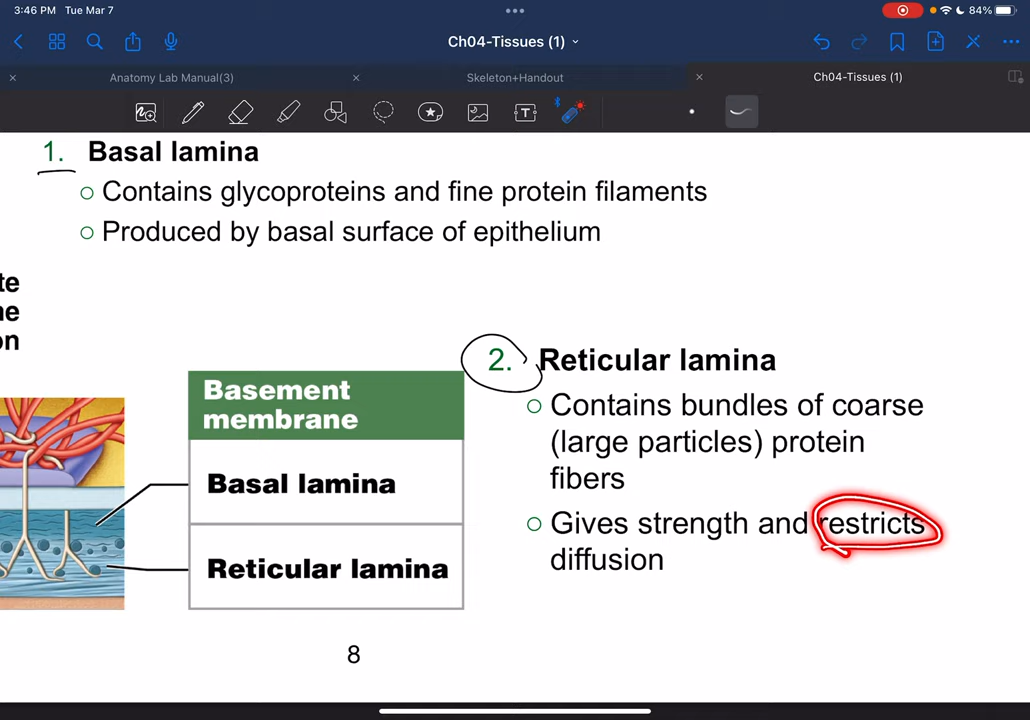 3:46 PM Tue Mar 7
84%
Ch04-Tissues (1)
Anatomy Lab Manual(3)
Skeleton+Handout
Ch04-Tissues (1)
1. Basal lamina
Contains glycoproteins and fine protein filaments
Produced by basal surface of epithelium
te
ne
on
Basement
membrane
Basal lamina
Reticular lamina
2. Reticular lamina
Contains bundles of coarse
(large particles) protein
fibers
Gives strength and restricts
diffusion
8